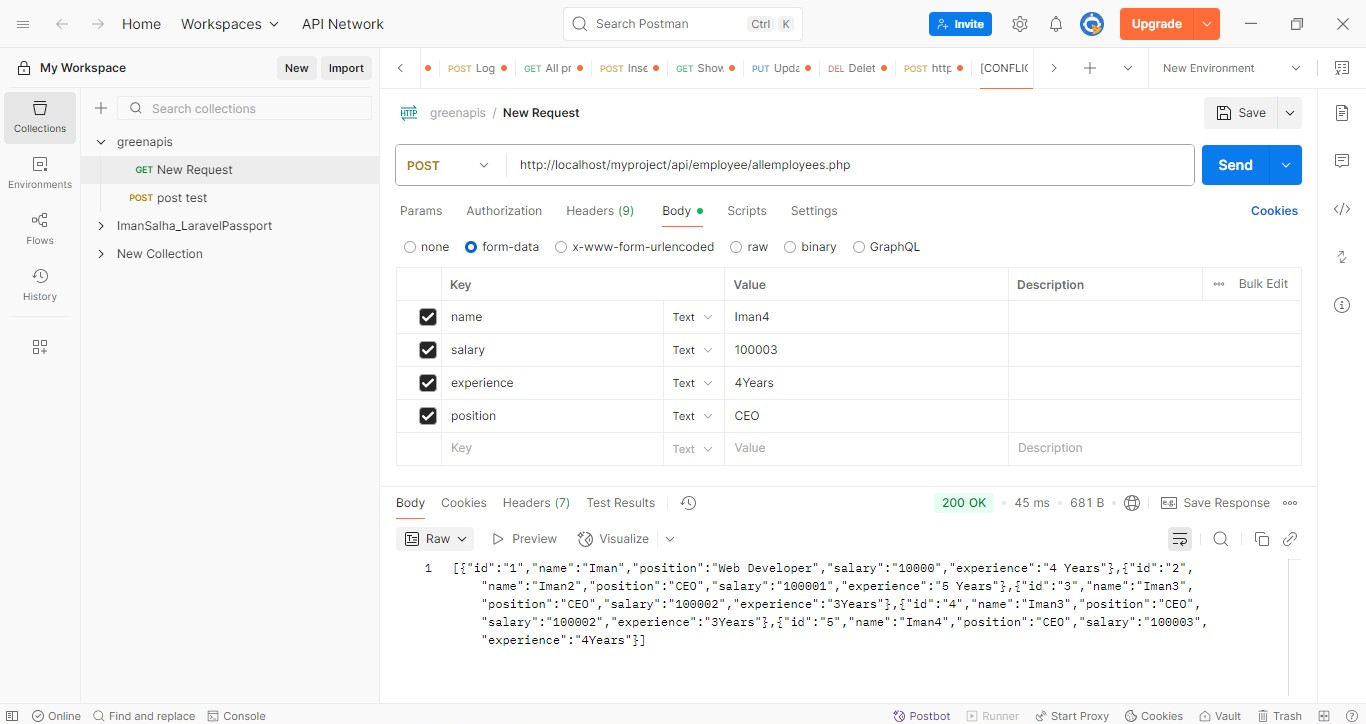 Home Workspaces API Network Search Postman Ctrl K Invite Upgrade
My Workspace New Import
POST Log GET All pr POST Inse GET Show PUT Upda DEL Delet POST http [CONFLIC New Environment
Collections
Environments
Flows
History
Search collections
greenapis
GET New Request
POST post test
ImanSalha_LaravelPassport
New Collection
HTTP greenapis / New Request Save
POST http://localhost/myproject/api/employee/allemployees.php Send
Params Authorization Headers (9) Body Scripts Settings Cookies
none form-data x-www-form-urlencoded raw binary GraphQL
Key Value Description Bulk Edit
name Text Iman4
salary Text 100003
experience Text 4Years
position Text CEO
Key Text Value Description
Body Cookies Headers (7) Test Results 200 OK 45 ms 681 B e.g. Save Response
Raw Preview Visualize
1 [{"id":"1","name":"Iman","position":"Web Developer","salary":"10000","experience":"4 Years"},{"id":"2",
"name":"Iman2","position":"CEO","salary":"100001","experience":"5 Years"},{"id":"3","name":"Iman3",
"position":"CEO","salary":"100002","experience":"3Years"},{"id":"4","name":"Iman3","position":"CEO",
"salary":"100002","experience":"3Years"},{"id":"5","name":"Iman4","position":"CEO","salary":"100003",
"experience":"4Years"}]
Online Find and replace Console Postbot Runner Start Proxy Cookies Vault Trash